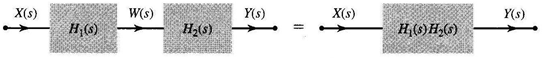 X(s) H₁(s) W(s) H₂(s) Y(s) = X(s) H₁(s)H₂(s) Y(s)